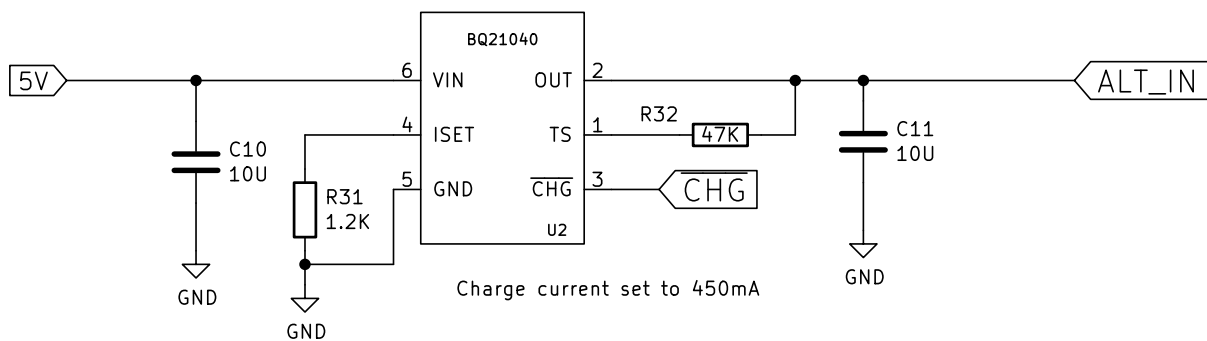 BQ21040
5V
6
VIN
OUT
2
ALT_IN
4
ISET
TS
1
R32
47K
C10
10U
C11
10U
R31
1.2K
5
GND
CHG
3
CHG
U2
GND
GND
GND
Charge current set to 450mA